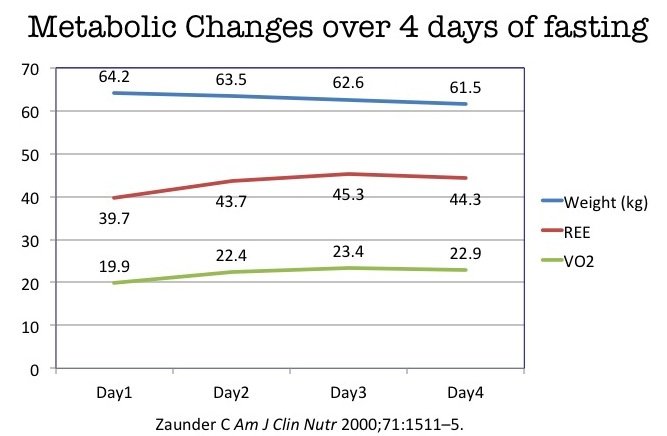 Metabolic Changes over 4 days of fasting
70
60
50
40
30
20
10
0
64.2 63.5 62.6 61.5
39.7 43.7 45.3 44.3
19.9 22.4 23.4 22.9
Weight (kg)
REE
VO2
Day1 Day2 Day3 Day4
Zaunder C Am J Clin Nutr 2000;71:1511–5.